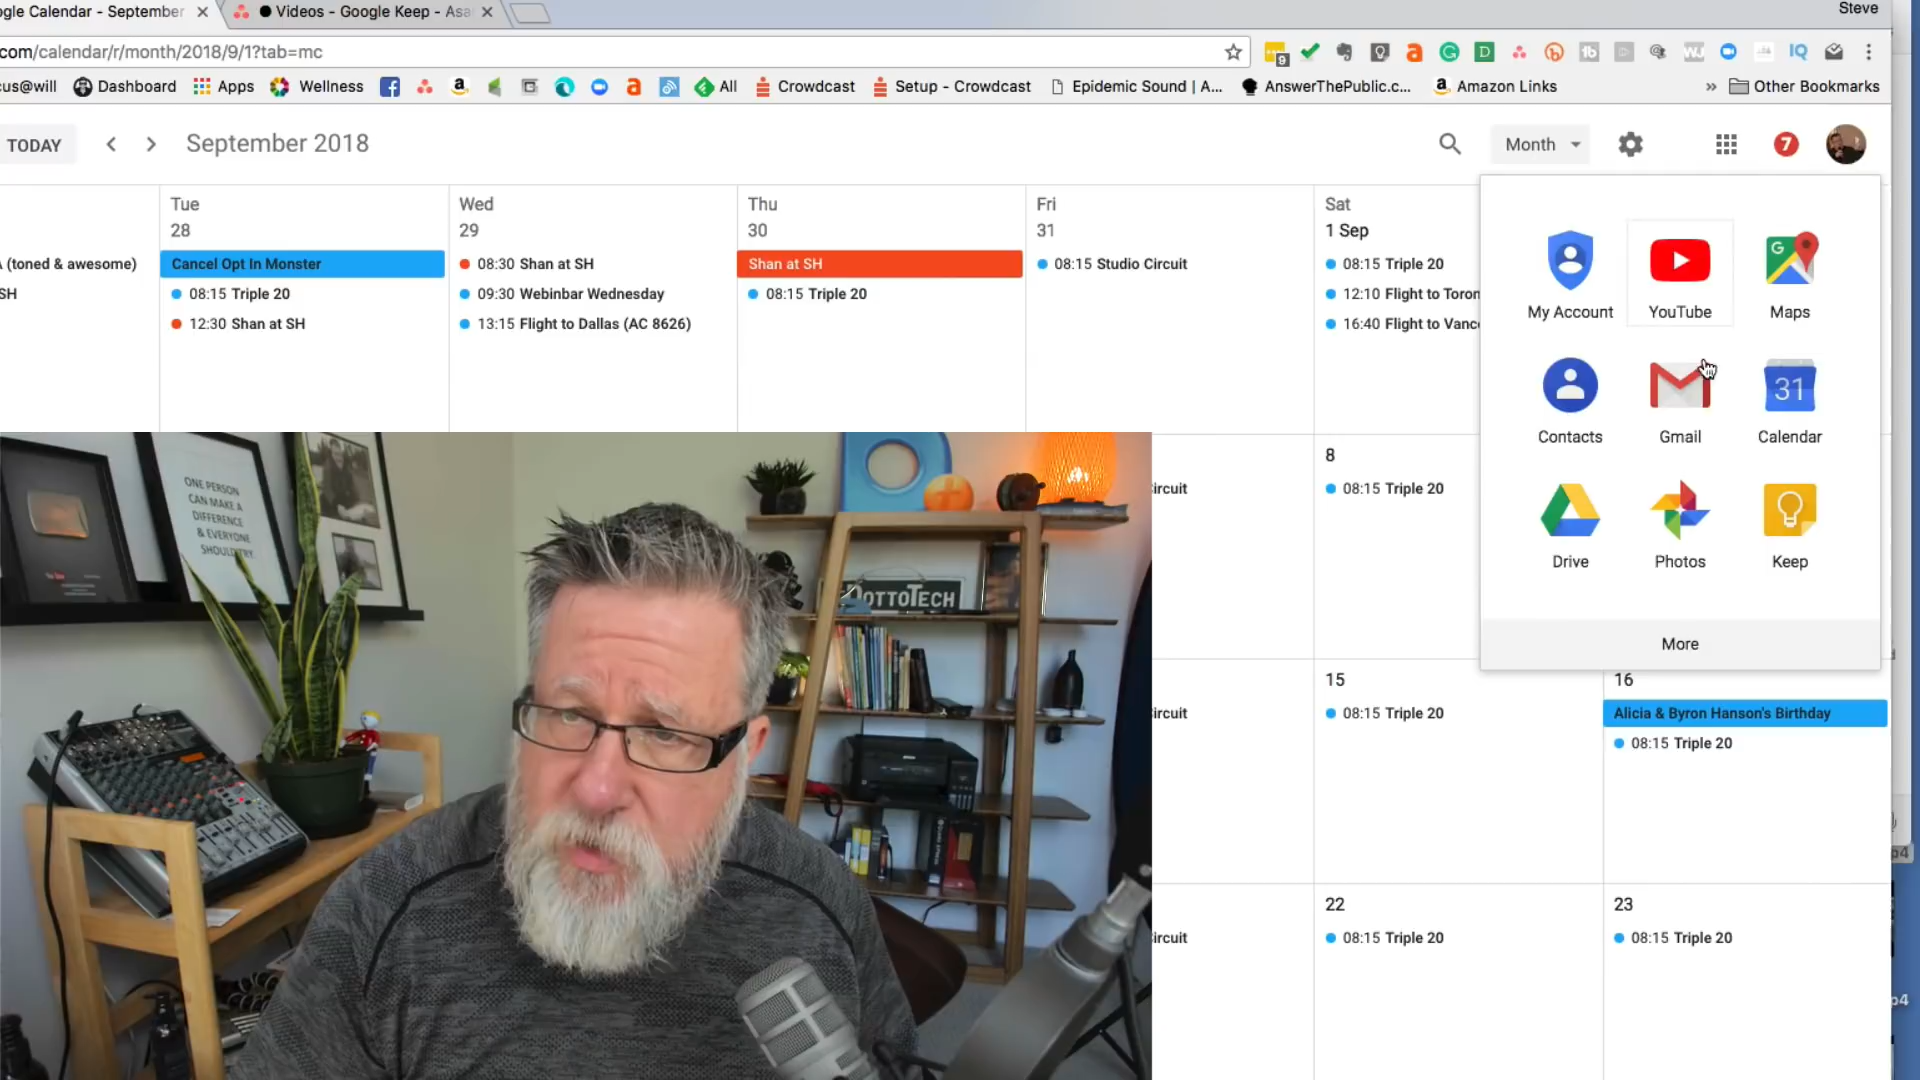 Steve
gle Calendar - September
Videos - Google Keep - Asa
com/calendar/r/month/2018/9/1?tab=mc
9
IQ
cus@will
Dashboard
Apps
Wellness
All
Crowdcast
Setup - Crowdcast
Epidemic Sound | A...
AnswerThePublic.c...
Amazon Links
»
Other Bookmarks
TODAY
September 2018
Month
7
Tue
28
Wed
29
Thu
30
Fri
31
Sat
1 Sep
(toned & awesome)
SH
Cancel Opt In Monster
08:15 Triple 20
12:30 Shan at SH
08:30 Shan at SH
09:30 Webinbar Wednesday
13:15 Flight to Dallas (AC 8626)
Shan at SH
08:15 Triple 20
08:15 Studio Circuit
08:15 Triple 20
12:10 Flight to Toron
16:40 Flight to Vanc
My Account
YouTube
G
Maps
Contacts
Gmail
31
Calendar
Drive
Photos
Keep
More
ircuit
8
08:15 Triple 20
ircuit
15
08:15 Triple 20
16
Alicia & Byron Hanson's Birthday
08:15 Triple 20
ircuit
22
08:15 Triple 20
23
08:15 Triple 20
p4
p4
ONE PERSON
CAN MAKE A
DIFFERENCE
& EVERYONE
SHOULD TRY.
DOTTOTECH